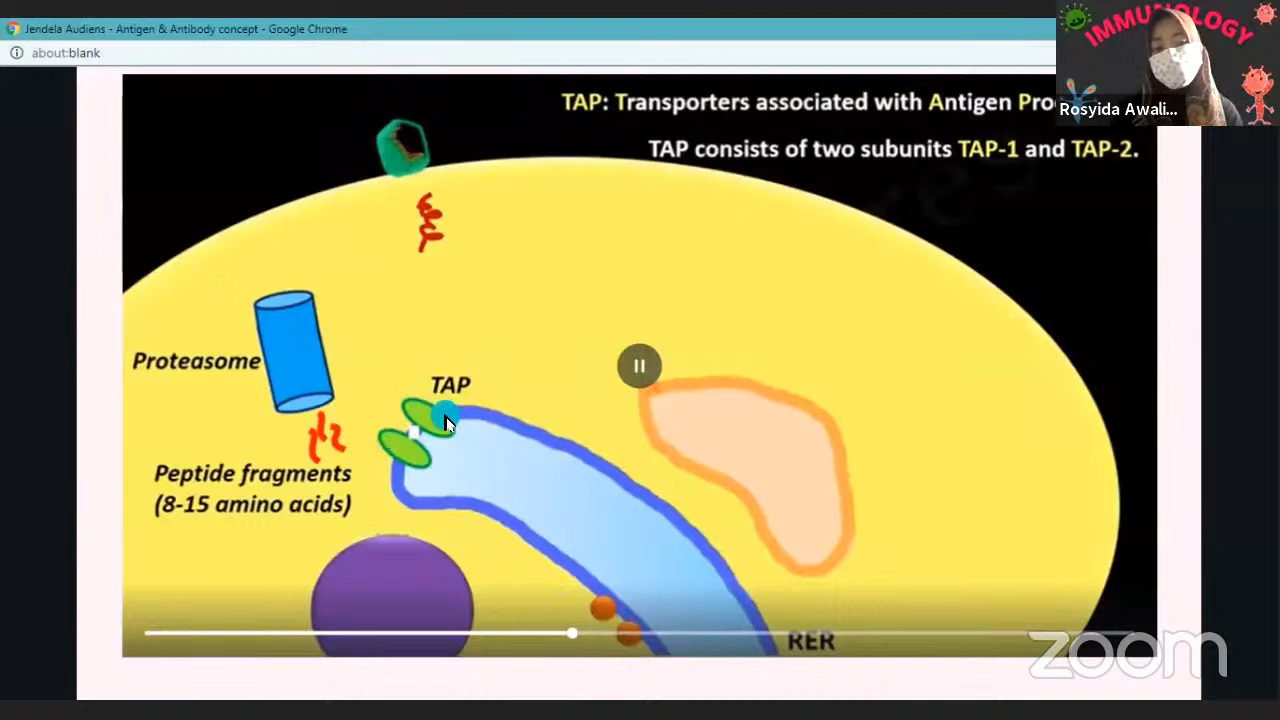 Jendela Audiens - Antigen & Antibody concept - Google Chrome
about:blank
IMMUNOLOGY
Rosyida Awali...
TAP: Transporters associated with Antigen Pro
TAP consists of two subunits TAP-1 and TAP-2.
Proteasome
TAP
Peptide fragments
(8-15 amino acids)
RER
zoom